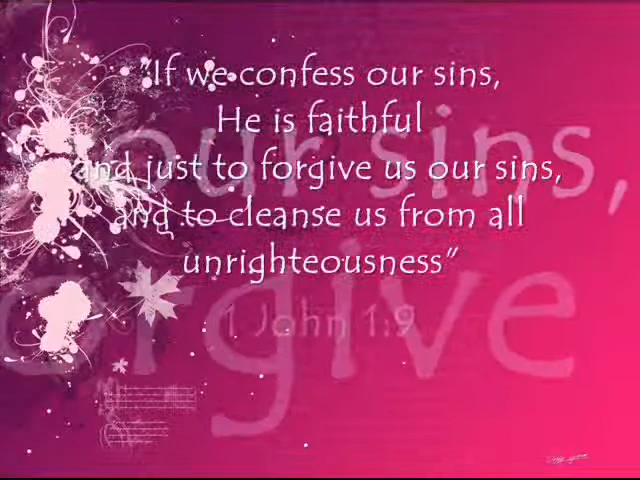 "If we confess our sins,
He is faithful
and just to forgive us our sins,
and to cleanse us from all
unrighteousness"
1 John 1:9
our sins,
orgive